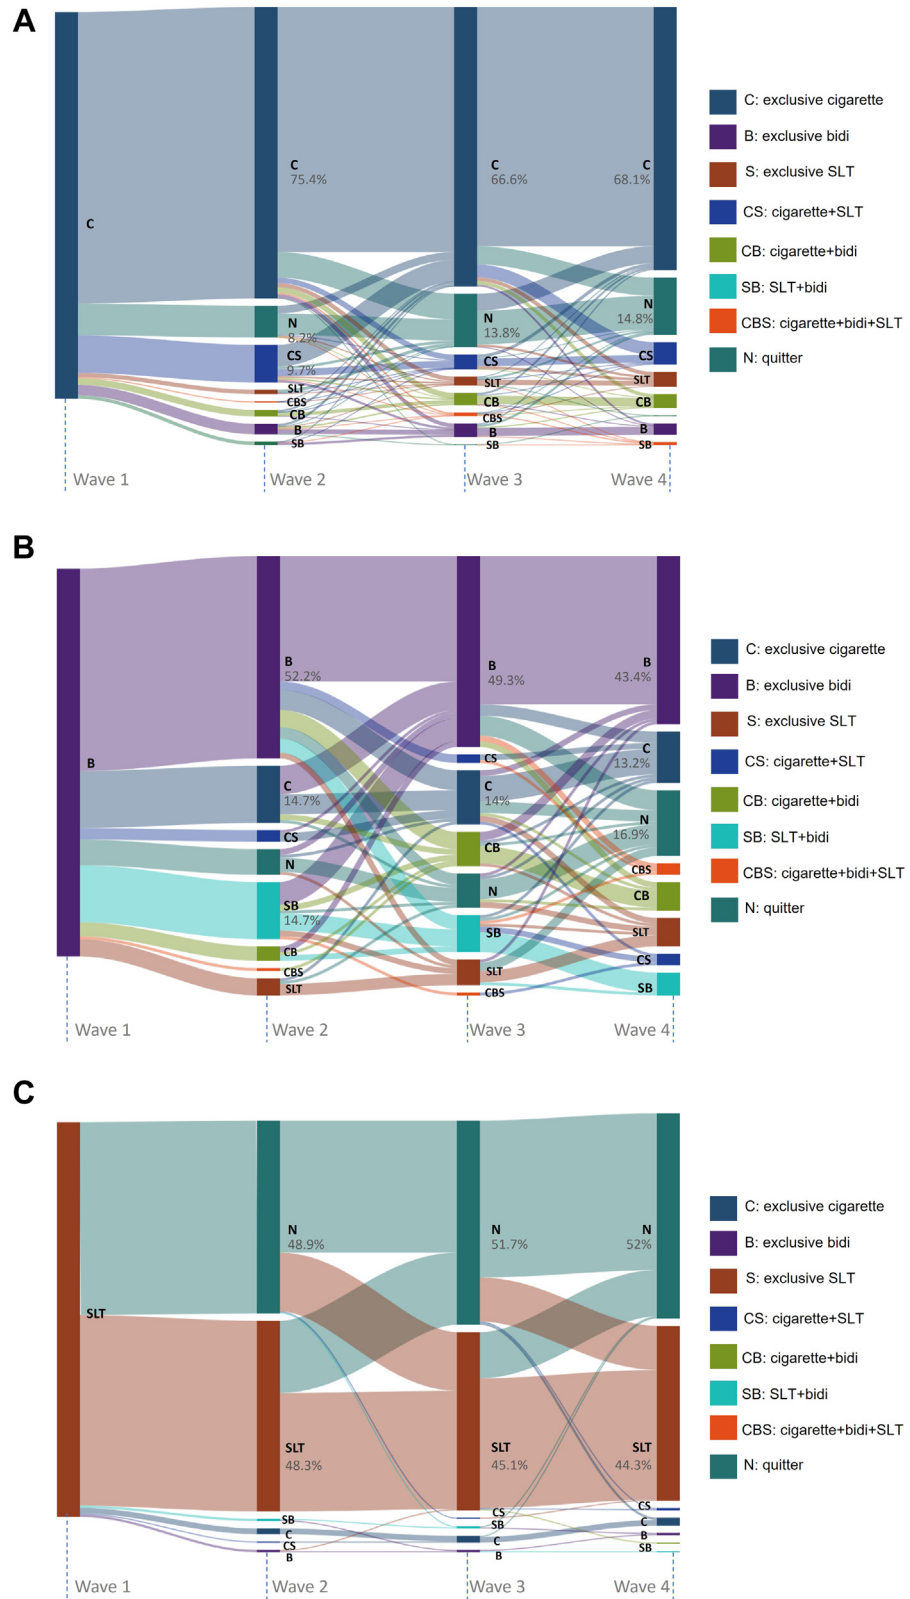 A
C
C
75.4%
N
8.2%
CS
9.7%
SLT
CBS
CB
B
SB
C
66.6%
N
13.8%
CS
SLT
CB
CBS
B
SB
C
68.1%
N
14.8%
CS
SLT
CB
B
SB
Wave 1
Wave 2
Wave 3
Wave 4
C: exclusive cigarette
B: exclusive bidi
S: exclusive SLT
CS: cigarette+SLT
CB: cigarette+bidi
SB: SLT+bidi
CBS: cigarette+bidi+SLT
N: quitter
B
B
B
52.2%
C
14.7%
CS
N
SB
14.7%
CB
CBS
SLT
B
49.3%
CS
C
14%
CB
N
SB
SLT
CBS
B
43.4%
C
13.2%
N
16.9%
CBS
CB
SLT
CS
SB
Wave 1
Wave 2
Wave 3
Wave 4
C: exclusive cigarette
B: exclusive bidi
S: exclusive SLT
CS: cigarette+SLT
CB: cigarette+bidi
SB: SLT+bidi
CBS: cigarette+bidi+SLT
N: quitter
C
SLT
N
48.9%
SLT
48.3%
SB
C
CS
B
N
51.7%
SLT
45.1%
CS
SB
C
B
N
52%
SLT
44.3%
CS
C
B
SB
Wave 1
Wave 2
Wave 3
Wave 4
C: exclusive cigarette
B: exclusive bidi
S: exclusive SLT
CS: cigarette+SLT
CB: cigarette+bidi
SB: SLT+bidi
CBS: cigarette+bidi+SLT
N: quitter